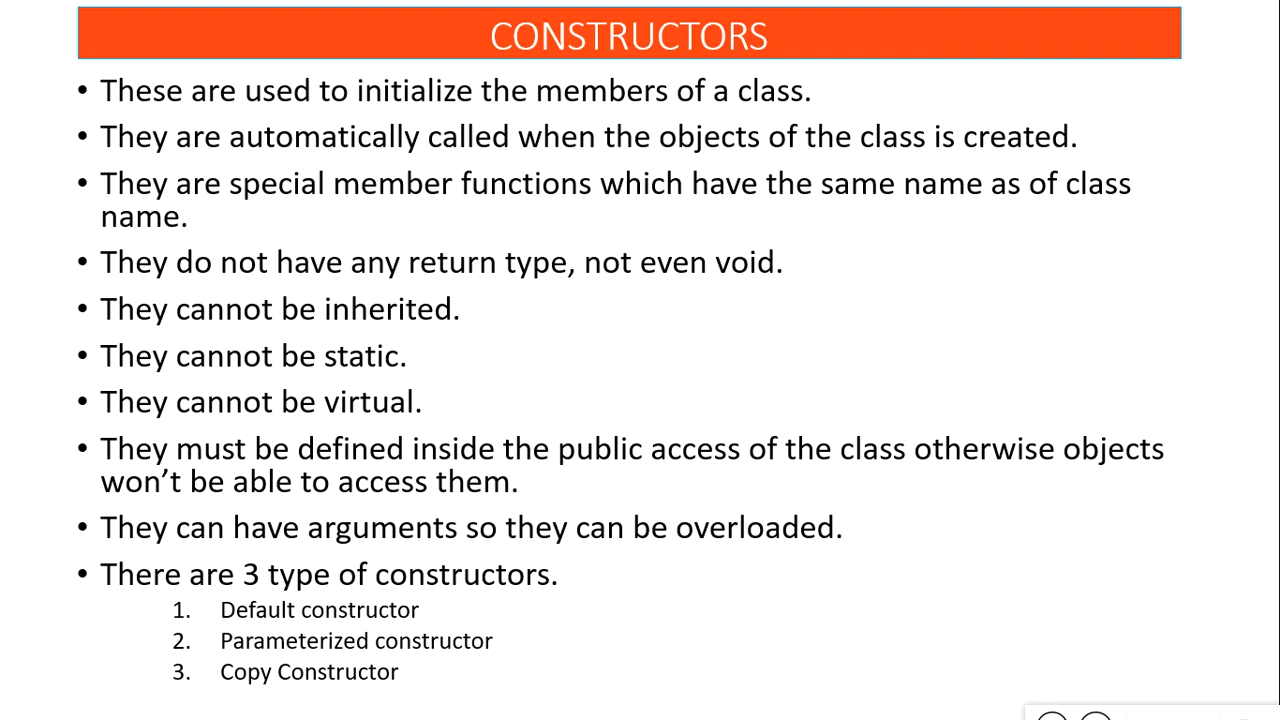 CONSTRUCTORS
• These are used to initialize the members of a class.
• They are automatically called when the objects of the class is created.
• They are special member functions which have the same name as of class
name.
• They do not have any return type, not even void.
• They cannot be inherited.
• They cannot be static.
• They cannot be virtual.
• They must be defined inside the public access of the class otherwise objects
won’t be able to access them.
• They can have arguments so they can be overloaded.
• There are 3 type of constructors.
1. Default constructor
2. Parameterized constructor
3. Copy Constructor